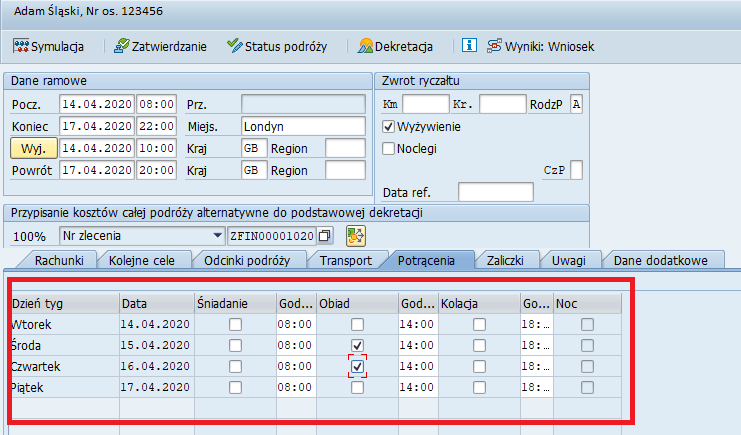 Adam Śląski, Nr os. 123456
Symulacja Zatwierdzanie Status podróży Dekretacja Wyniki: Wniosek
Dane ramowe
Pocz. 14.04.2020 08:00 Prz.
Koniec 17.04.2020 22:00 Miejs. Londyn
Wyj. 14.04.2020 10:00 Kraj GB Region
Powrót 17.04.2020 20:00 Kraj GB Region
Zwrot ryczałtu
Km Kr. RodzP A
Wyżywienie
Noclegi
CzP
Data ref.
Przypisanie kosztów całej podróży alternatywne do podstawowej dekretacji
100% Nr zlecenia ZFIN00001020
Rachunki Kolejne cele Odcinki podróży Transport Potrącenia Zaliczki Uwagi Dane dodatkowe
Dzień tyg Data Śniadanie God... Obiad God... Kolacja Go... Noc
Wtorek 14.04.2020 08:00 14:00 18:...
Środa 15.04.2020 08:00 14:00 18:...
Czwartek 16.04.2020 08:00 14:00 18:...
Piątek 17.04.2020 08:00 14:00 18:...